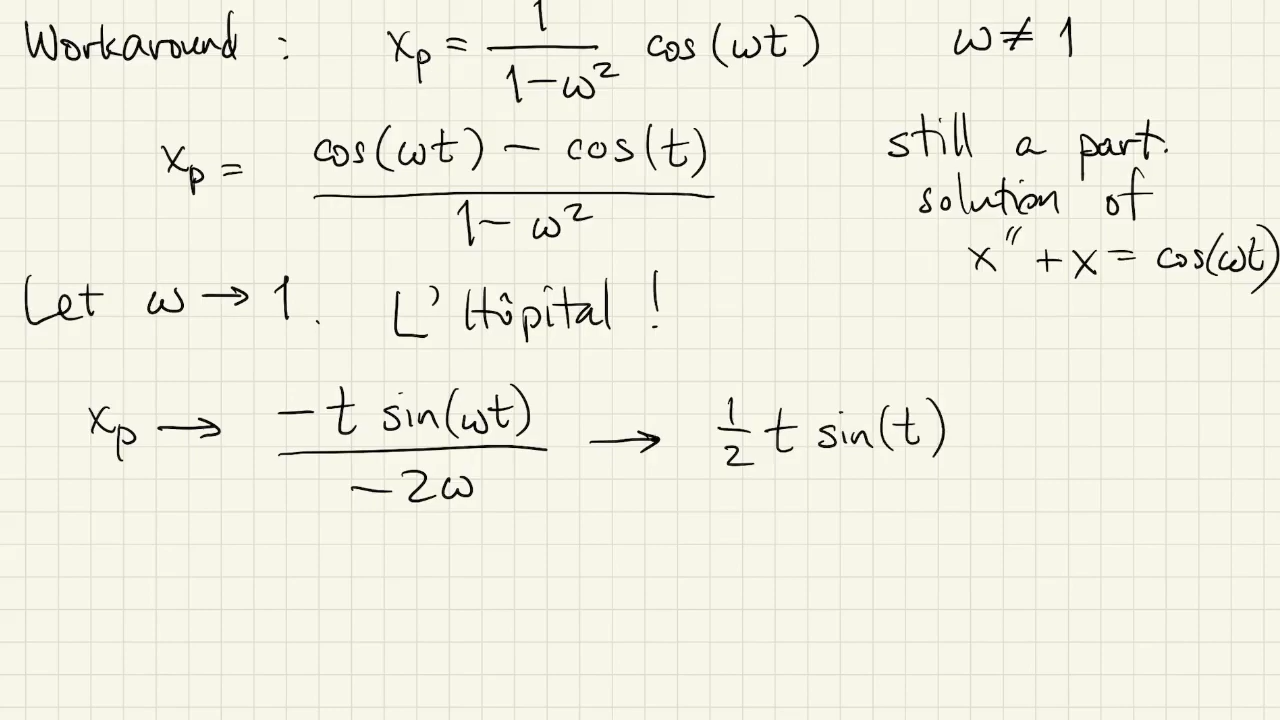 Workaround : x_p = 1/(1-ω²) cos(ωt) ω ≠ 1
x_p = (cos(ωt) - cos(t))/(1-ω²)
still a part.
solution of
x″ + x = cos(ωt)
Let ω → 1. L'Hôpital !
x_p → (-t sin(ωt))/(-2ω) → 1/2 t sin(t)